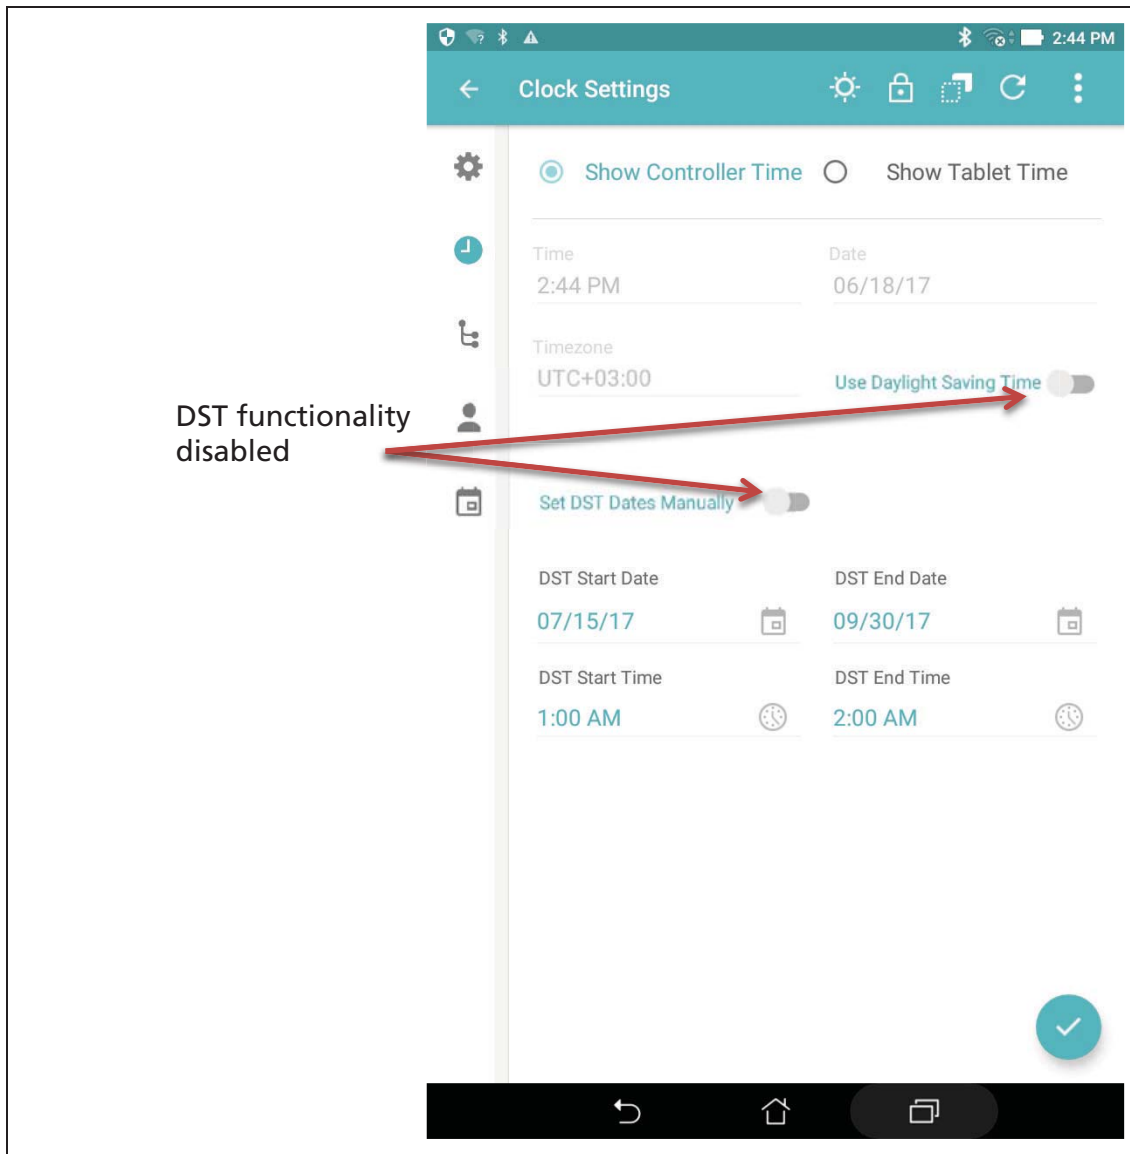 2:44 PM
Clock Settings
Show Controller Time Show Tablet Time
Time Date
2:44 PM 06/18/17
Timezone
UTC+03:00 Use Daylight Saving Time
DST functionality
disabled
Set DST Dates Manually
DST Start Date DST End Date
07/15/17 09/30/17
DST Start Time DST End Time
1:00 AM 2:00 AM